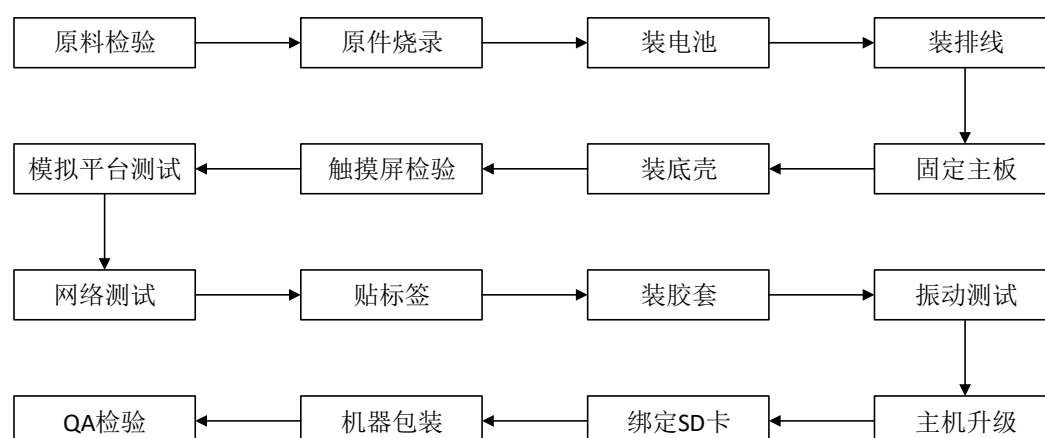 原料检验
原件烧录
装电池
装排线
固定主板
装底壳
触摸屏检验
模拟平台测试
网络测试
贴标签
装胶套
振动测试
主机升级
绑定SD卡
机器包装
QA检验